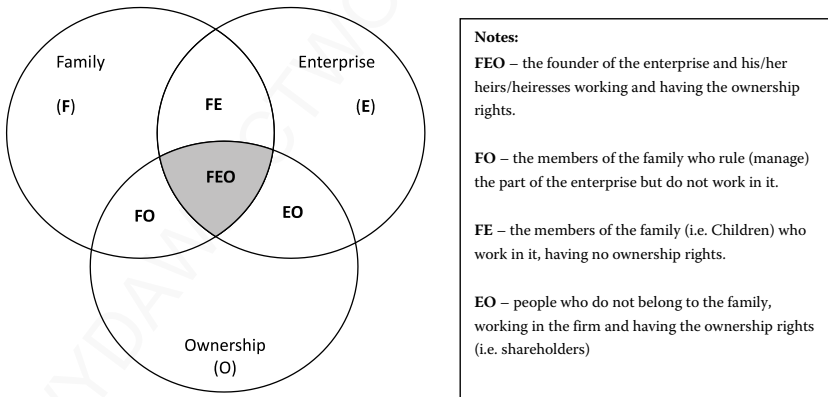 Family
(F)
Enterprise
(E)
FE
FEO
FO
EO
Ownership
(O)
Notes:
FEO – the founder of the enterprise and his/her
heirs/heiresses working and having the ownership
rights.
FO – the members of the family who rule (manage)
the part of the enterprise but do not work in it.
FE – the members of the family (i.e. Children) who
work in it, having no ownership rights.
EO – people who do not belong to the family,
working in the firm and having the ownership rights
(i.e. shareholders)